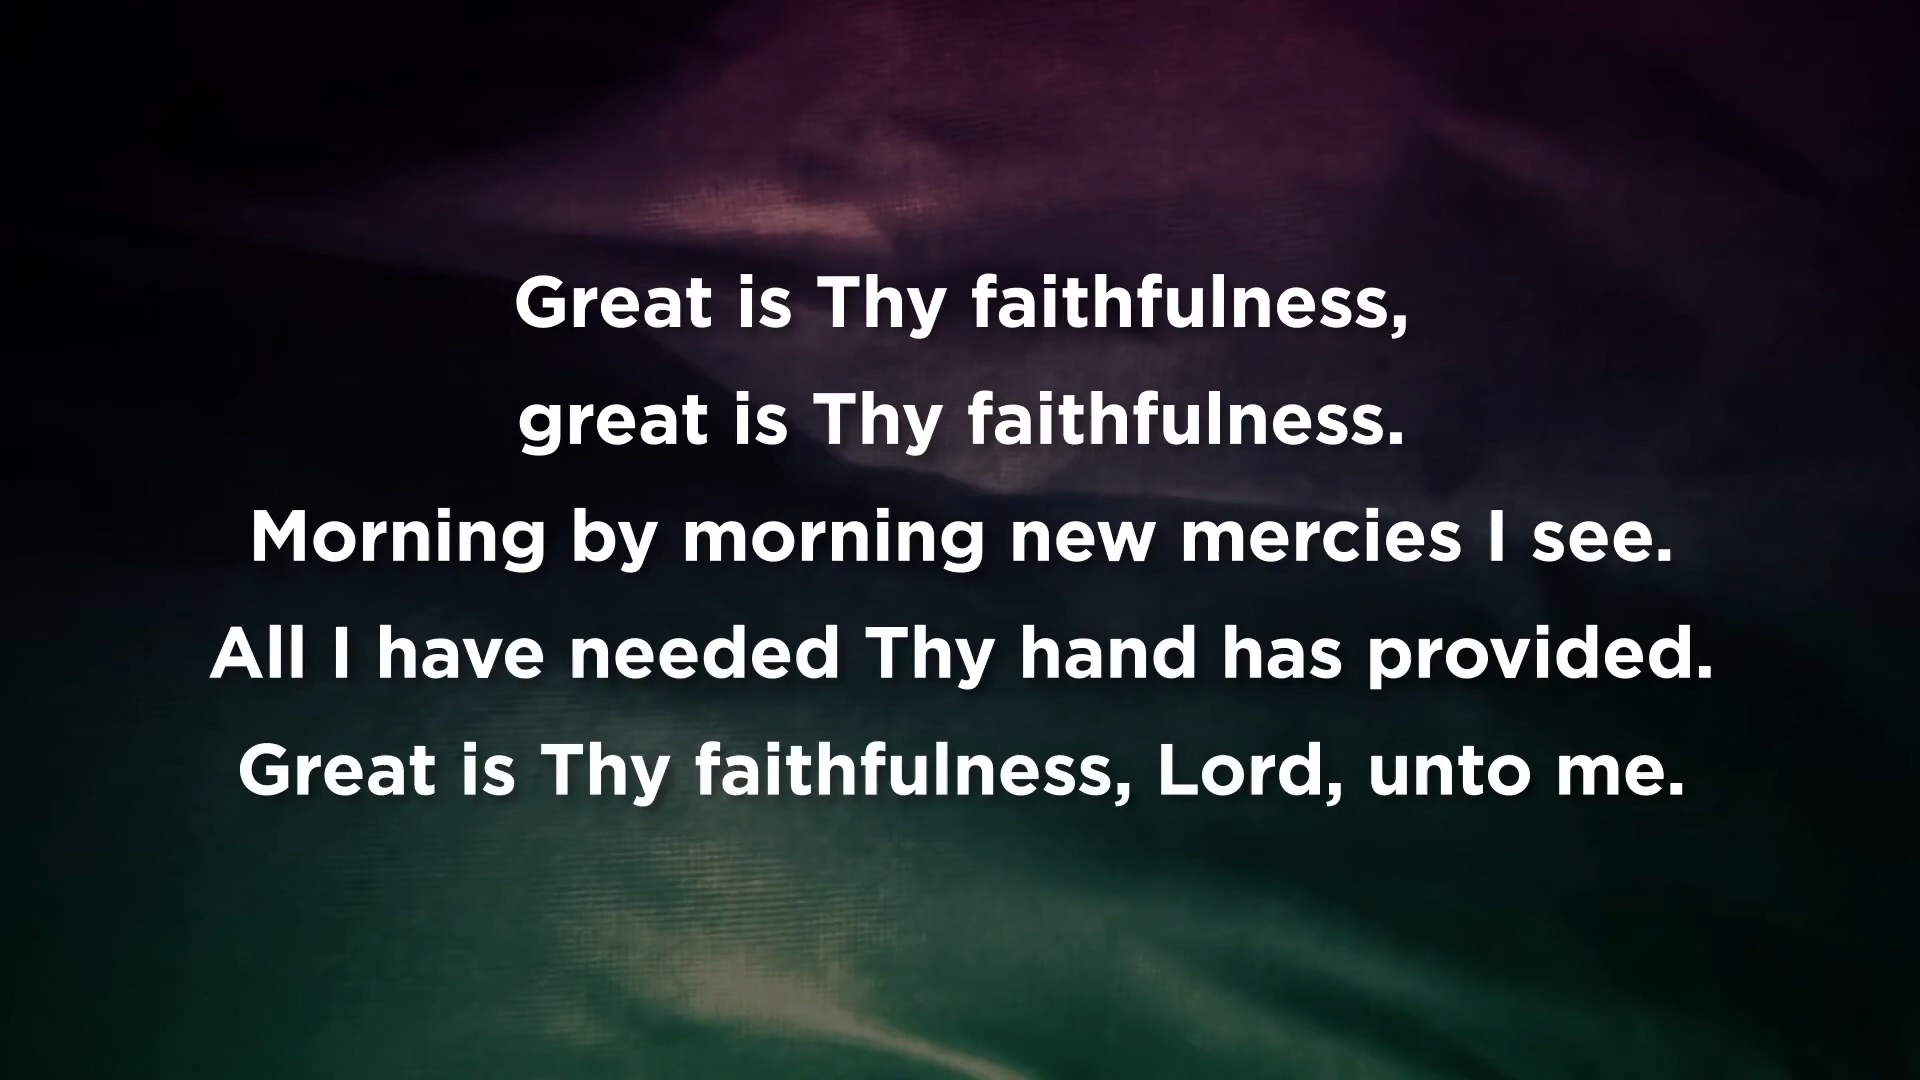 Great is Thy faithfulness,
great is Thy faithfulness.
Morning by morning new mercies I see.
All I have needed Thy hand has provided.
Great is Thy faithfulness, Lord, unto me.